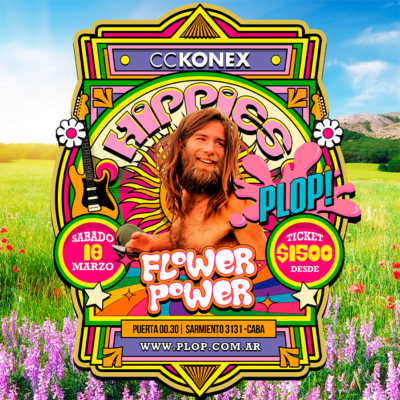 CCKONEX
HIPPIES
PLOP!
SABADO
18
MARZO
TICKET
$1500
DESDE
FLOWER
POWER
PUERTA 00.30 | SARMIENTO 3131 - CABA
WWW.PLOP.COM.AR